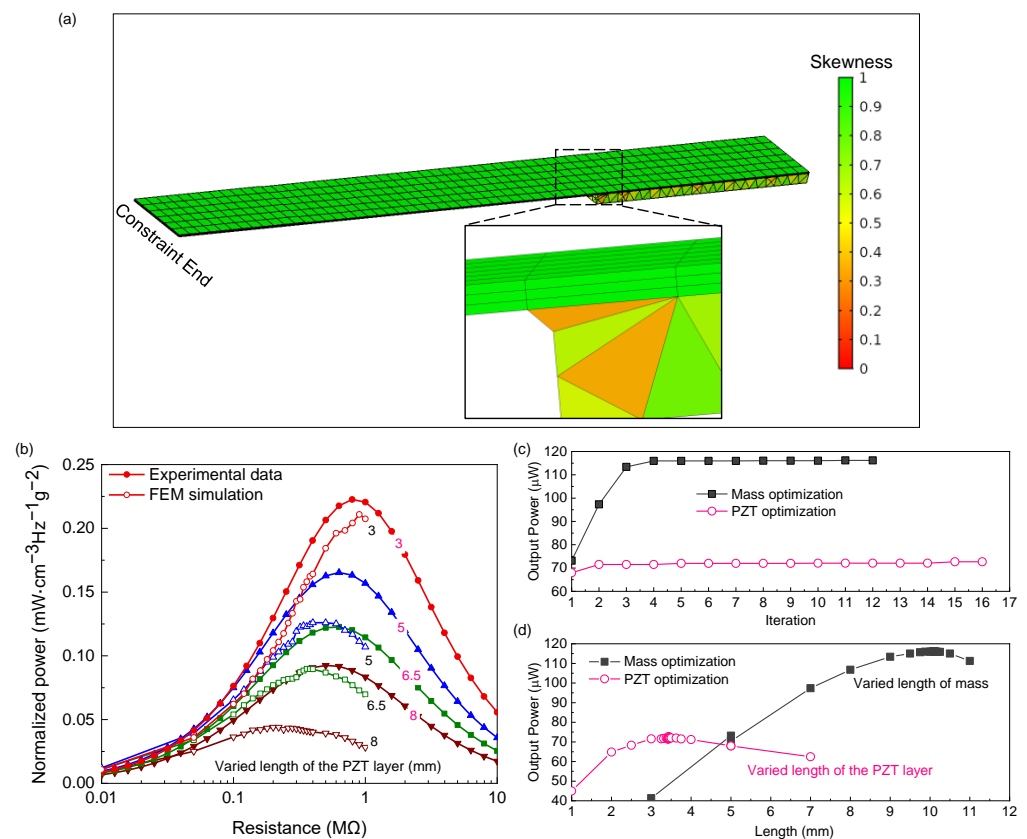 (a)
Skewness
1
0.9
0.8
0.7
0.6
0.5
0.4
0.3
0.2
0.1
0
Constraint End
(b)
Normalized power (mW·cm−3Hz−1g−2)
0.25
0.20
0.15
0.10
0.05
0.00
Experimental data
FEM simulation
3
3
5
5
6.5
6.5
8
8
Varied length of the PZT layer (mm)
0.01 0.1 1 10
Resistance (MΩ)
(c)
Output Power (μW)
120
110
100
90
80
70
60
Mass optimization
PZT optimization
1 2 3 4 5 6 7 8 9 10 11 12 13 14 15 16 17
Iteration
(d)
Output Power (μW)
120
110
100
90
80
70
60
50
40
Mass optimization
PZT optimization
Varied length of mass
Varied length of the PZT layer
1 2 3 4 5 6 7 8 9 10 11 12
Length (mm)